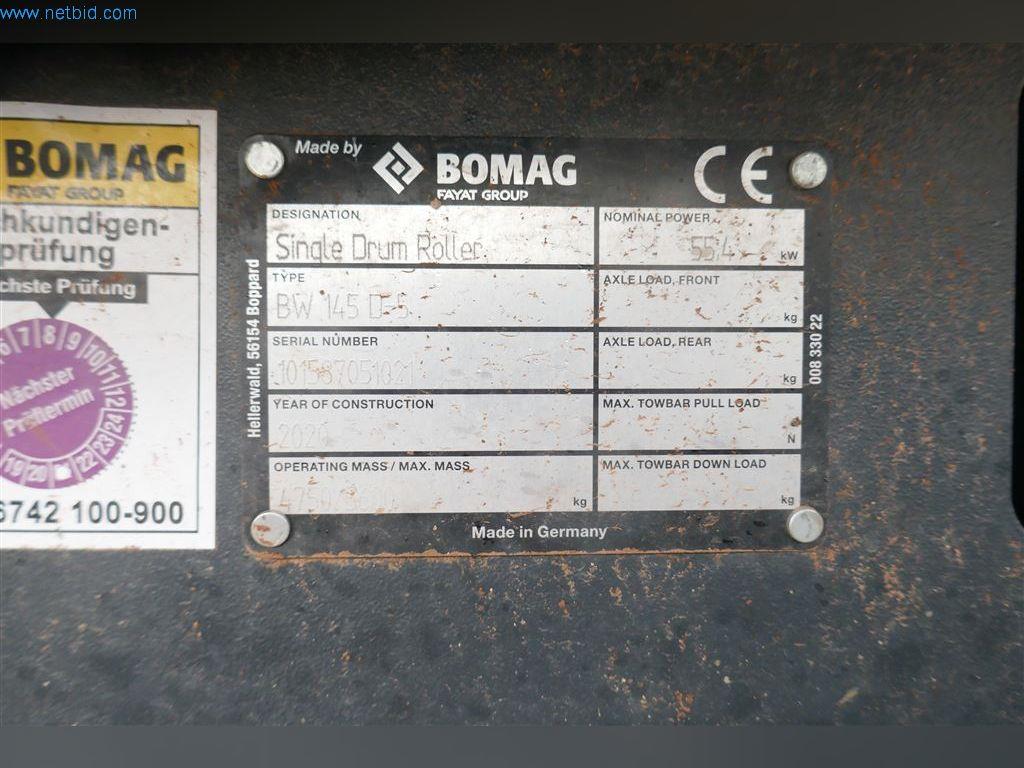 www.netbid.com
BOMAG
FAYAT GROUP
hkundigen-
prüfung
chste Prüfung
6 7 8 9 10 11 12
Nächster
Prüftermin
19 20 22 23 24
6742 100-900
Made by BOMAG CE
FAYAT GROUP
DESIGNATION
Single Drum Roller
NOMINAL POWER
55,4 kW
TYPE
BW 145 D-5
AXLE LOAD, FRONT
kg
SERIAL NUMBER
101587051021
AXLE LOAD, REAR
kg
YEAR OF CONSTRUCTION
2020
MAX. TOWBAR PULL LOAD
N
OPERATING MASS / MAX. MASS
kg
MAX. TOWBAR DOWN LOAD
kg
Made in Germany
Hellerwald, 56154 Boppard
008 330 22